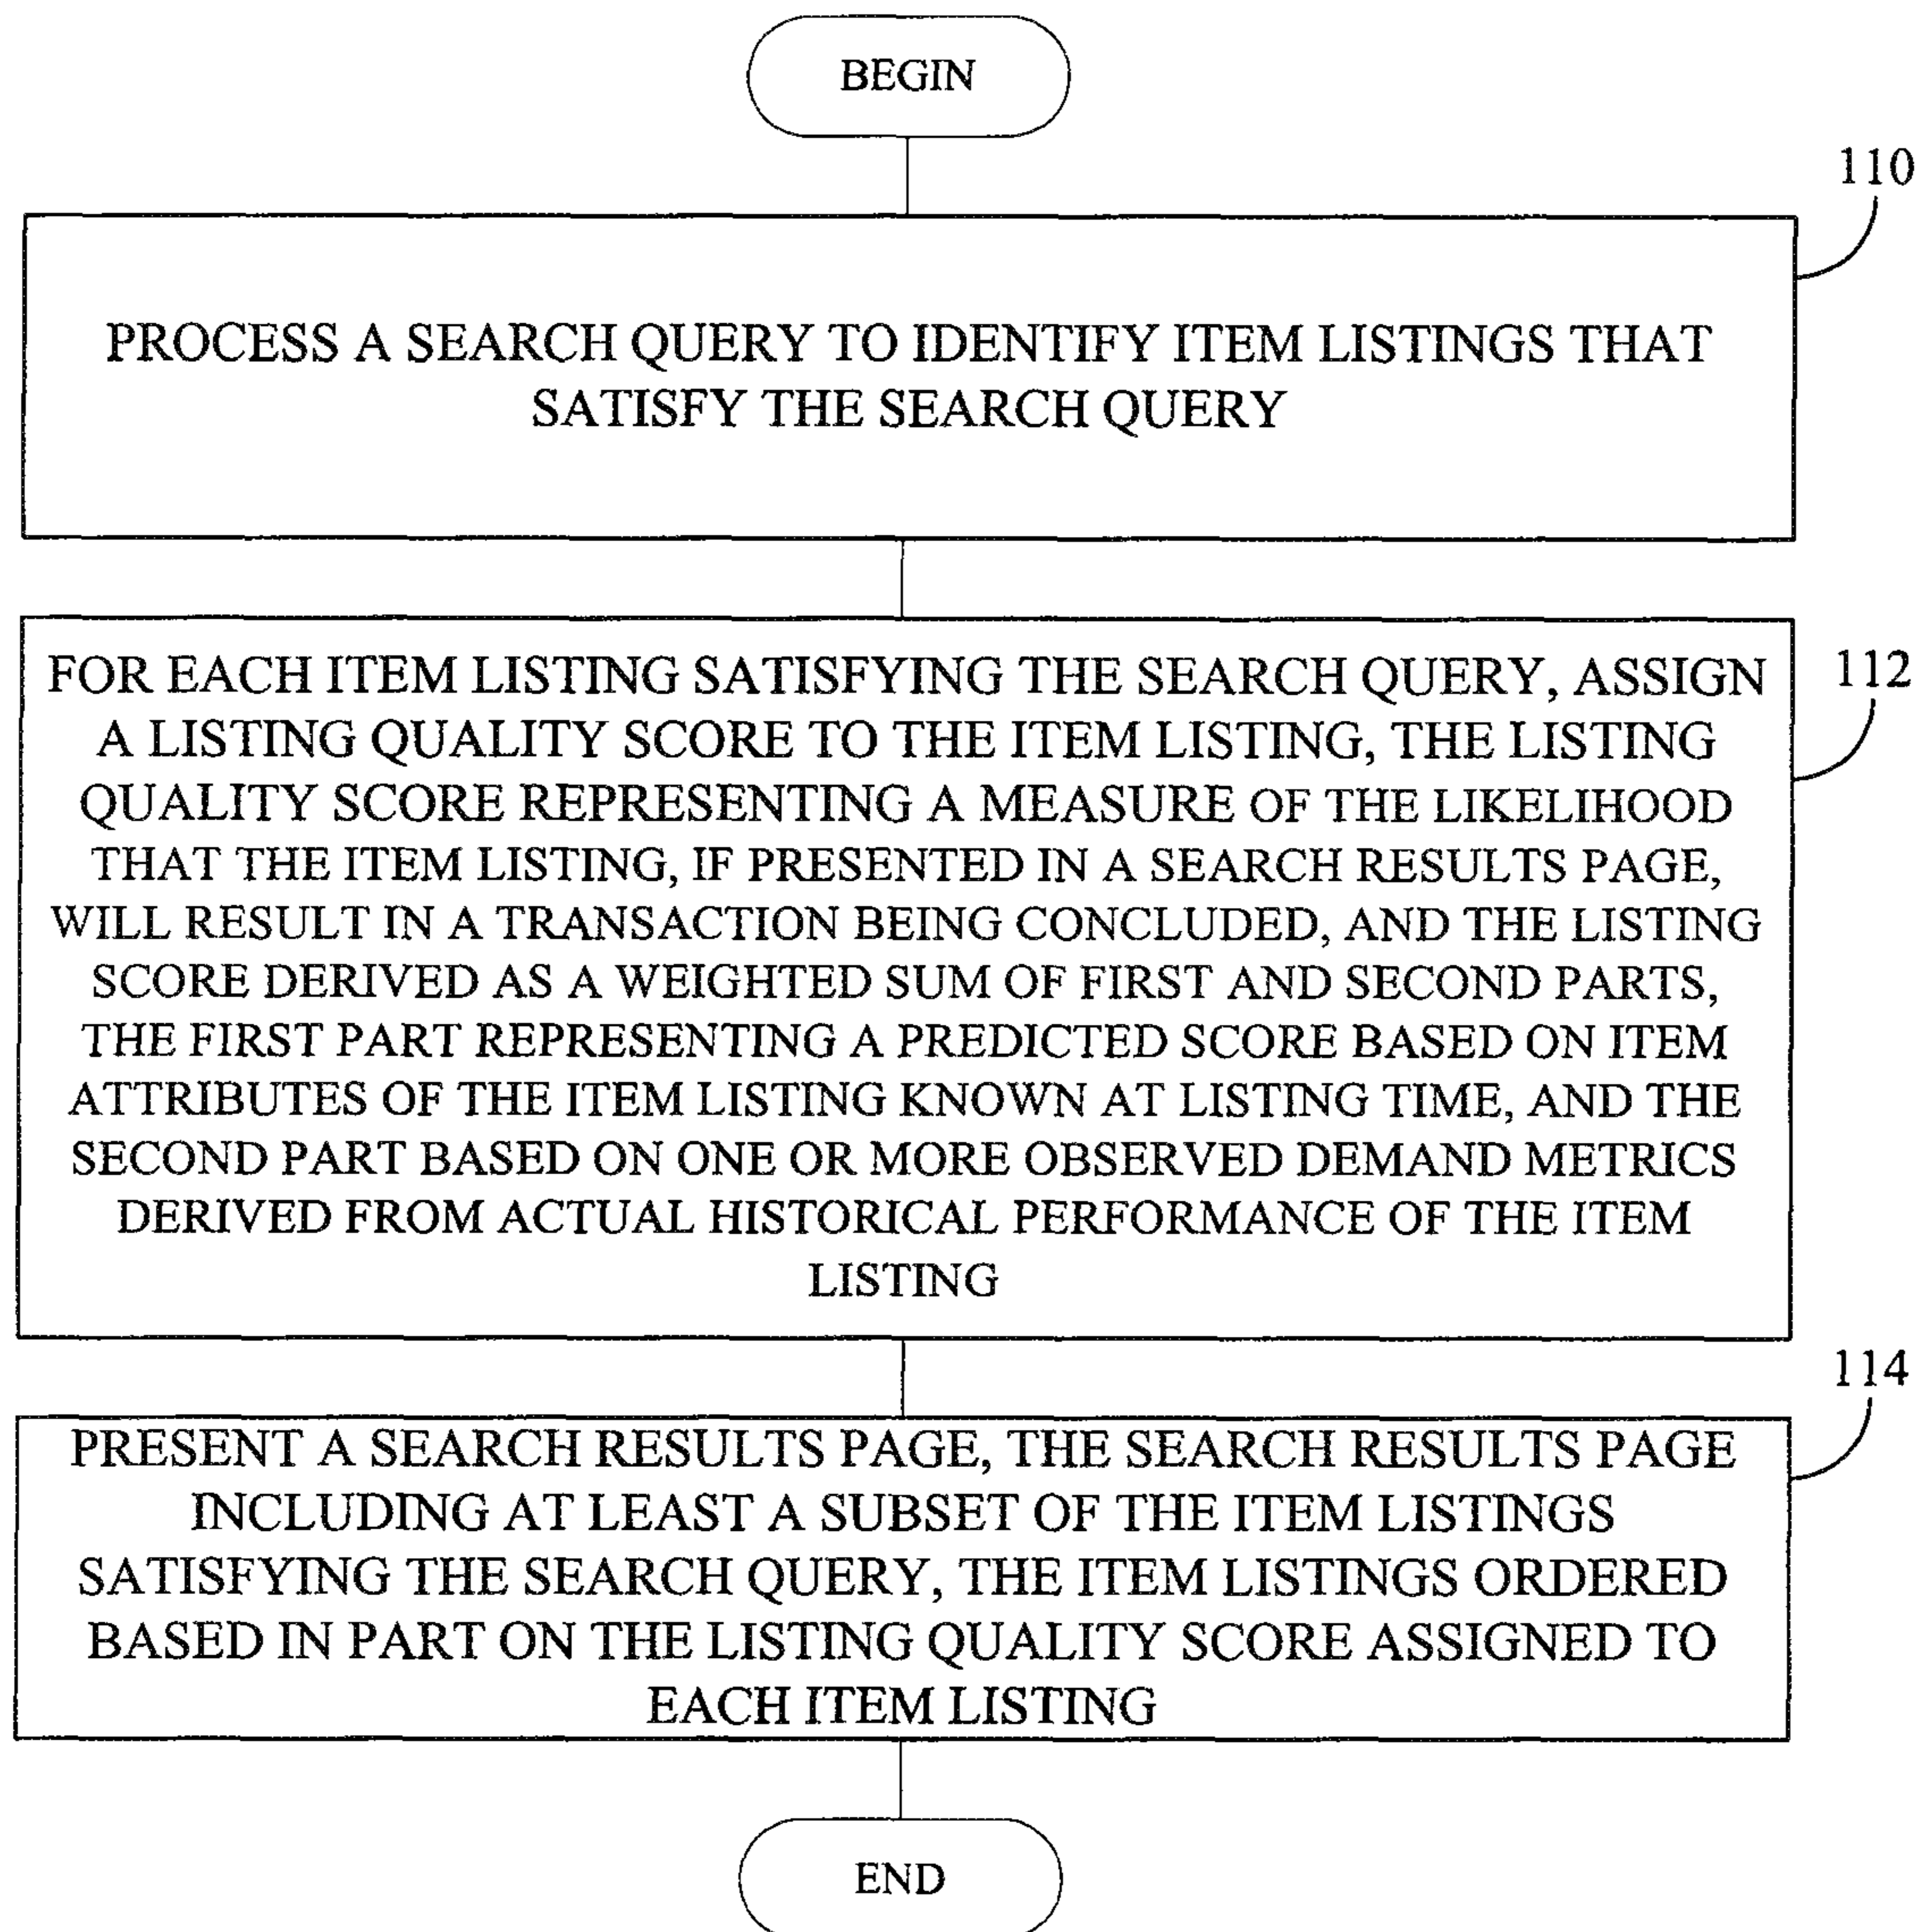 BEGIN
110
PROCESS A SEARCH QUERY TO IDENTIFY ITEM LISTINGS THAT
SATISFY THE SEARCH QUERY
112
FOR EACH ITEM LISTING SATISFYING THE SEARCH QUERY, ASSIGN
A LISTING QUALITY SCORE TO THE ITEM LISTING, THE LISTING
QUALITY SCORE REPRESENTING A MEASURE OF THE LIKELIHOOD
THAT THE ITEM LISTING, IF PRESENTED IN A SEARCH RESULTS PAGE,
WILL RESULT IN A TRANSACTION BEING CONCLUDED, AND THE LISTING
SCORE DERIVED AS A WEIGHTED SUM OF FIRST AND SECOND PARTS,
THE FIRST PART REPRESENTING A PREDICTED SCORE BASED ON ITEM
ATTRIBUTES OF THE ITEM LISTING KNOWN AT LISTING TIME, AND THE
SECOND PART BASED ON ONE OR MORE OBSERVED DEMAND METRICS
DERIVED FROM ACTUAL HISTORICAL PERFORMANCE OF THE ITEM
LISTING
114
PRESENT A SEARCH RESULTS PAGE, THE SEARCH RESULTS PAGE
INCLUDING AT LEAST A SUBSET OF THE ITEM LISTINGS
SATISFYING THE SEARCH QUERY, THE ITEM LISTINGS ORDERED
BASED IN PART ON THE LISTING QUALITY SCORE ASSIGNED TO
EACH ITEM LISTING
END